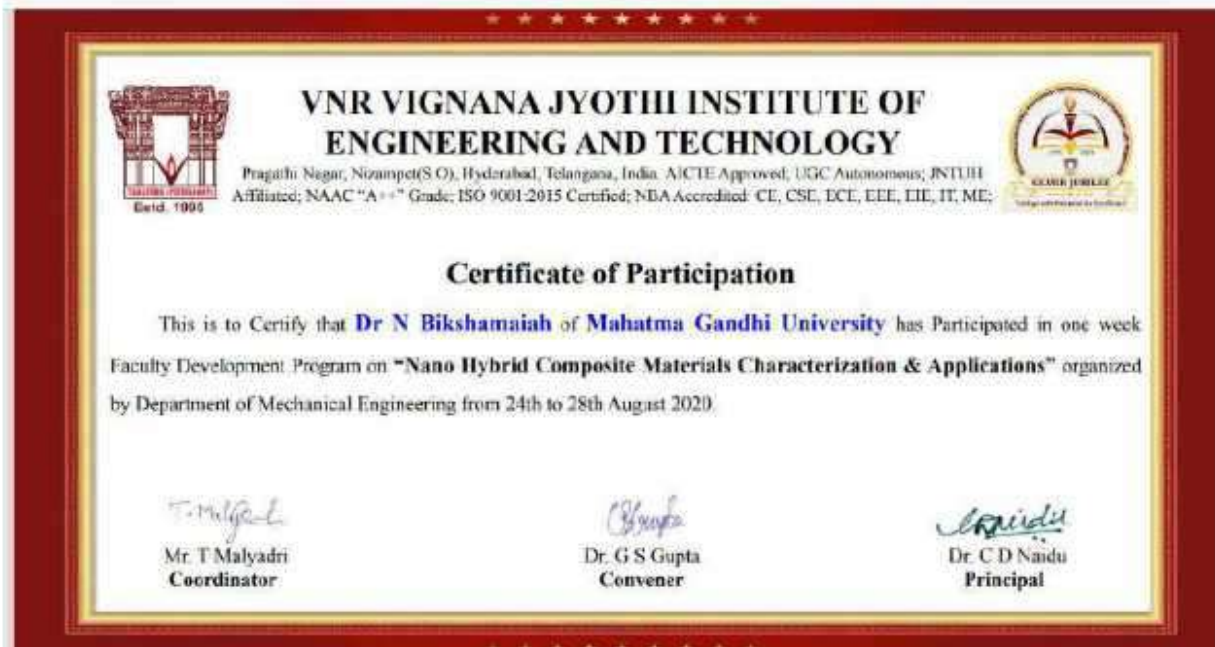 VNR VIGNANA JYOTHI INSTITUTE OF
ENGINEERING AND TECHNOLOGY
Pragathi Nagar, Nizampet(S.O), Hyderabad, Telangana, India. AICTE Approved; UGC Autonomous; JNTUH
Affiliated; NAAC "A++" Grade; ISO 9001:2015 Certified; NBA Accredited: CE, CSE, ECE, EEE, EIE, IT, ME;
Estd. 1995
SILVER JUBILEE
Certificate of Participation
This is to Certify that Dr N Bikshamaiah of Mahatma Gandhi University has Participated in one week
Faculty Development Program on "Nano Hybrid Composite Materials Characterization & Applications" organized
by Department of Mechanical Engineering from 24th to 28th August 2020.
Mr. T Malyadri
Coordinator
Dr. G S Gupta
Convener
Dr. C D Naidu
Principal